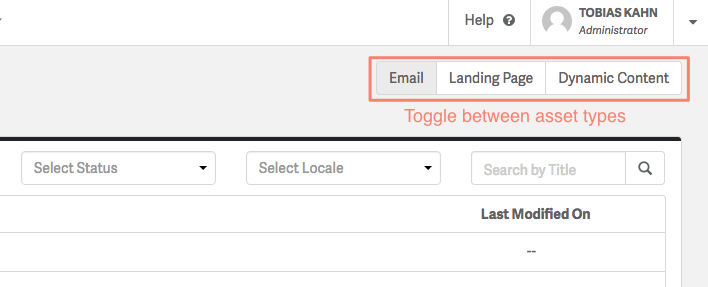 Help
TOBIAS KAHN
Administrator
Email Landing Page Dynamic Content
Toggle between asset types
Select Status Select Locale Search by Title
Last Modified On
--